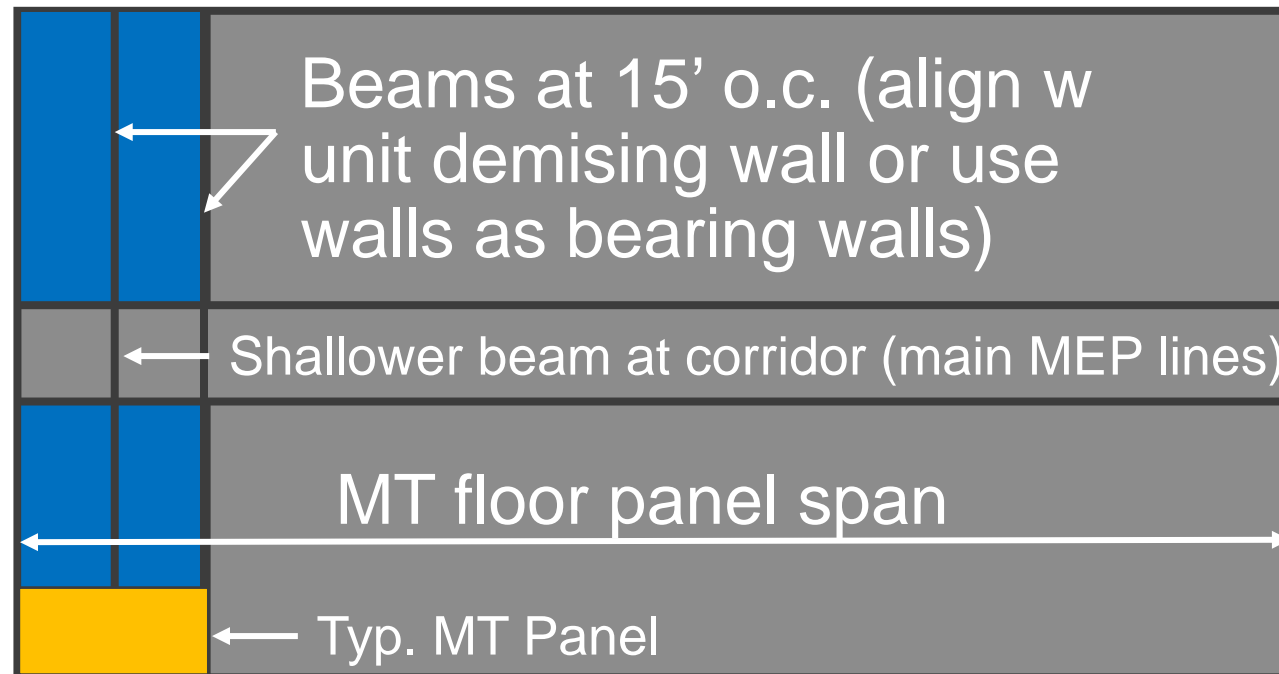 Beams at 15’ o.c. (align w
unit demising wall or use
walls as bearing walls)
Shallower beam at corridor (main MEP lines)
MT floor panel span
Typ. MT Panel